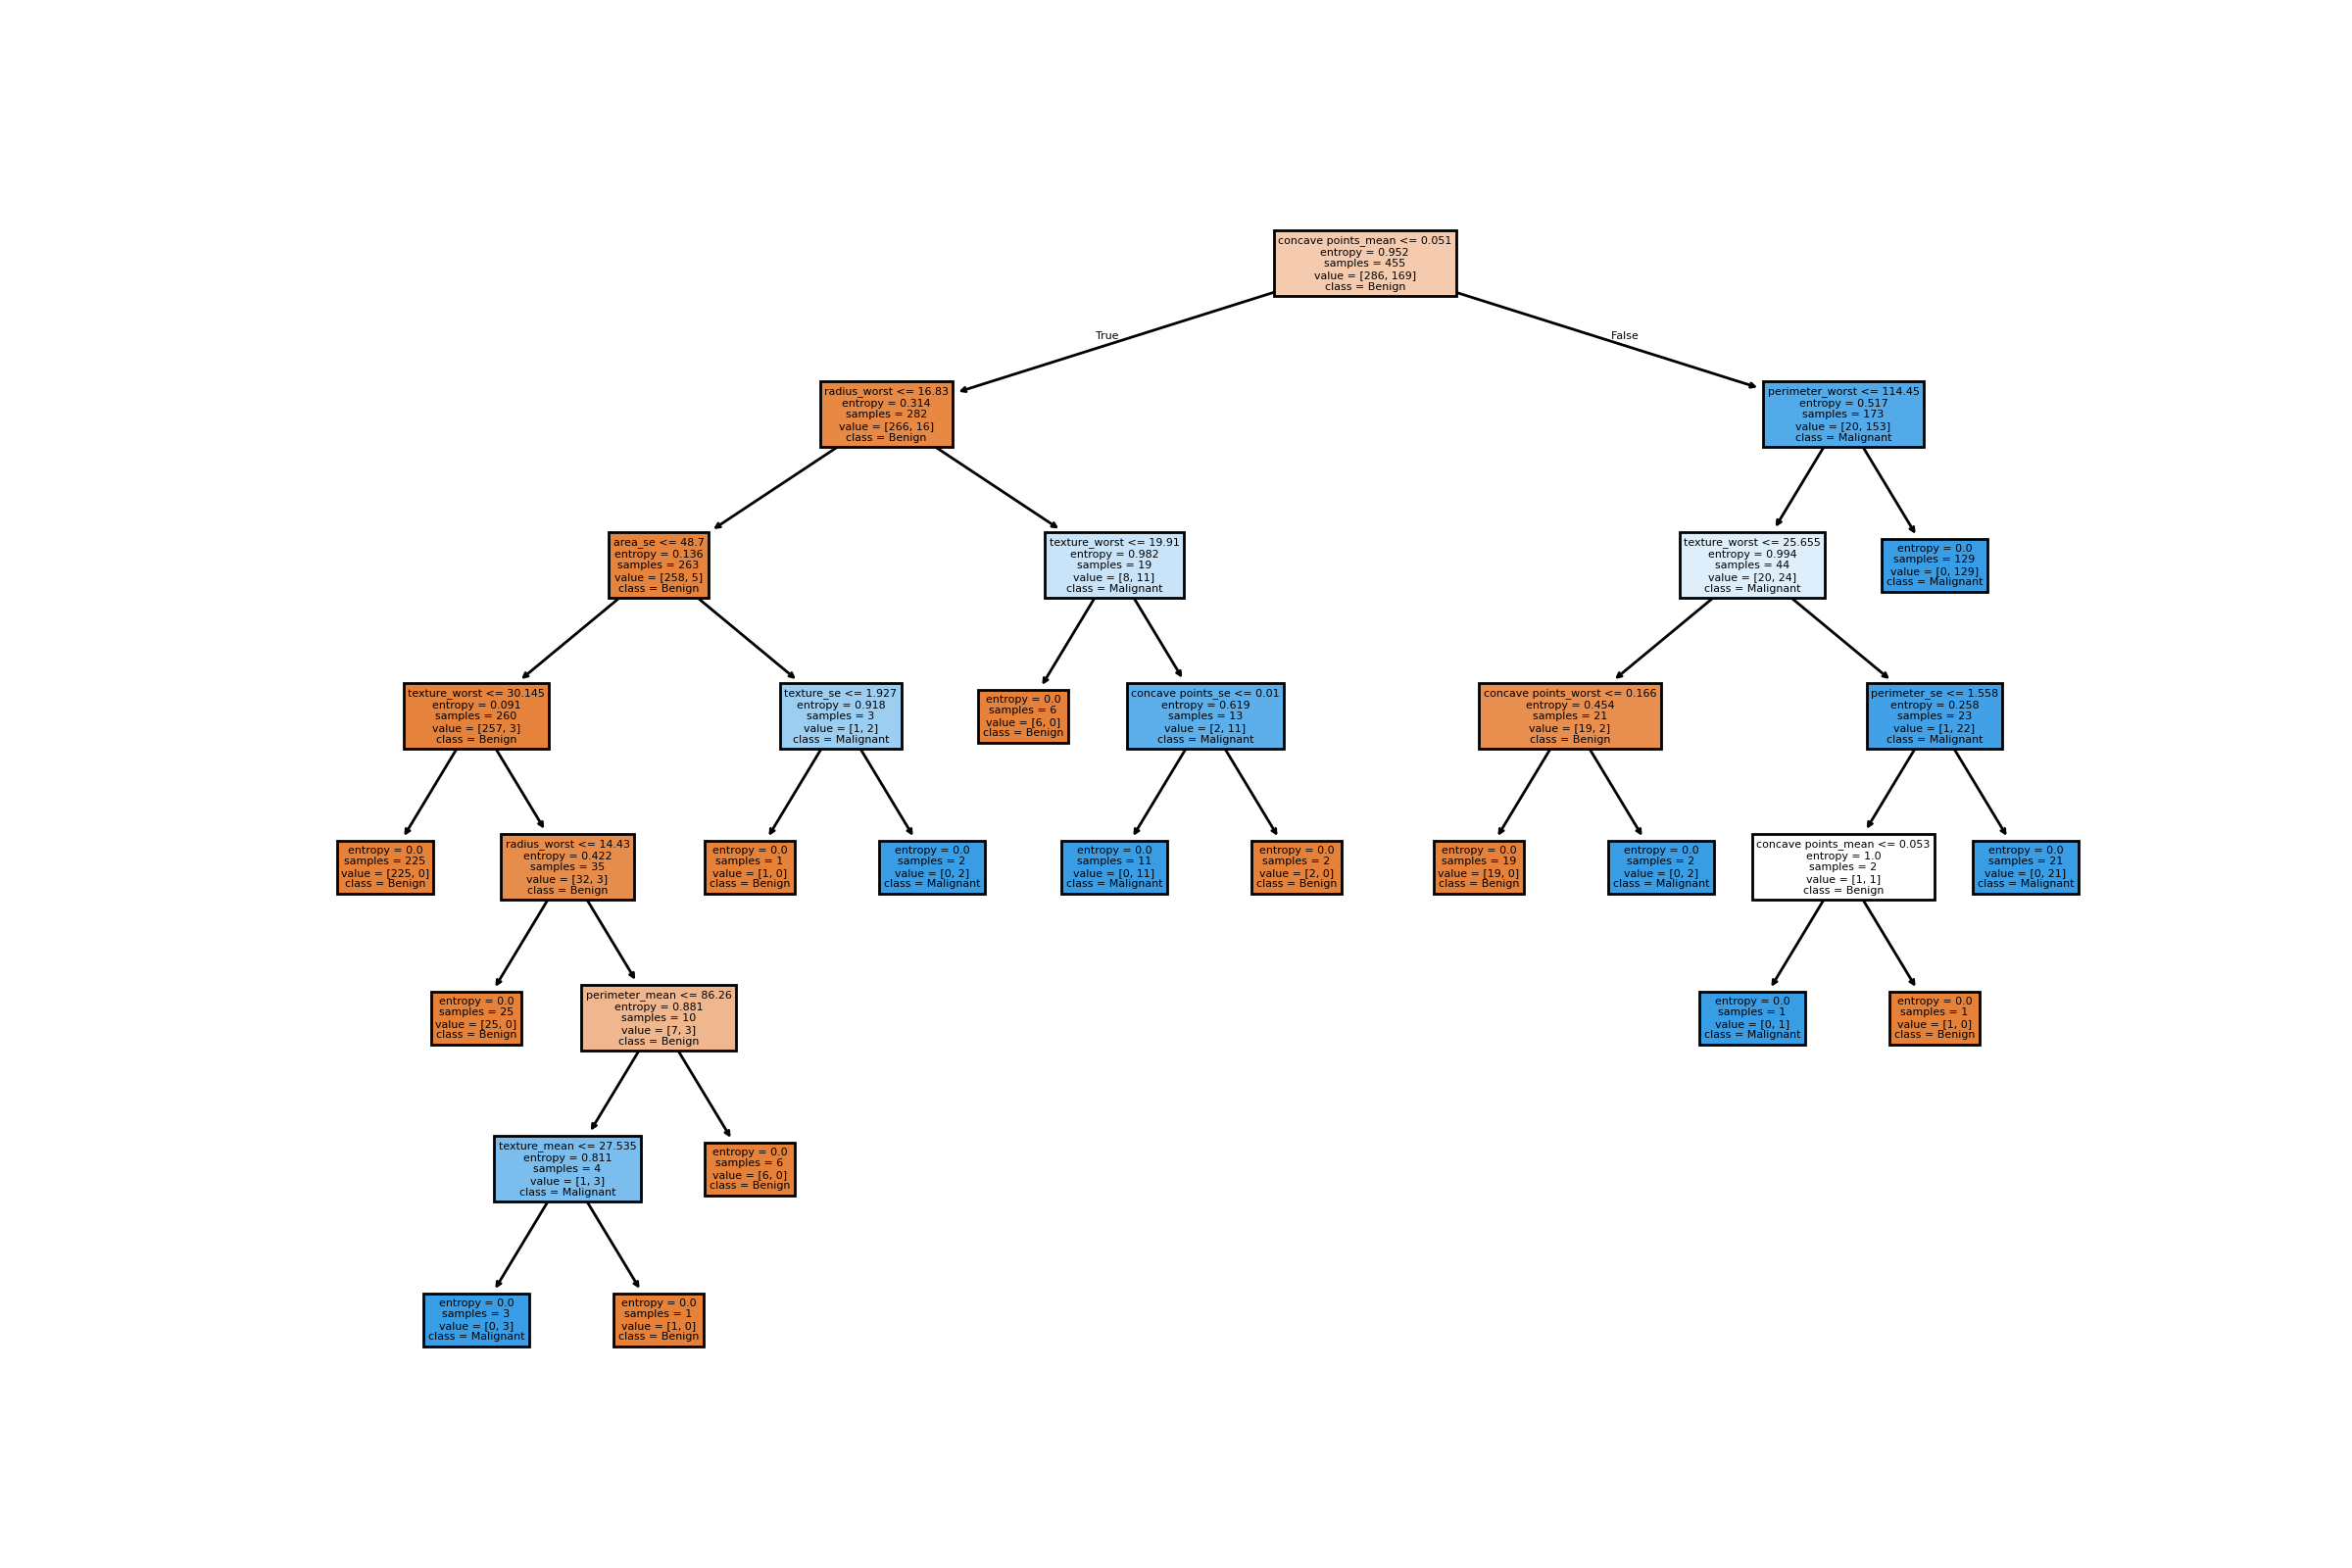 concave points_mean <= 0.051
entropy = 0.952
samples = 455
value = [286, 169]
class = Benign
True
False
radius_worst <= 16.83
entropy = 0.314
samples = 282
value = [266, 16]
class = Benign
perimeter_worst <= 114.45
entropy = 0.517
samples = 173
value = [20, 153]
class = Malignant
area_se <= 48.7
entropy = 0.136
samples = 263
value = [258, 5]
class = Benign
texture_worst <= 19.91
entropy = 0.982
samples = 19
value = [8, 11]
class = Malignant
texture_worst <= 25.655
entropy = 0.994
samples = 44
value = [20, 24]
class = Malignant
entropy = 0.0
samples = 129
value = [0, 129]
class = Malignant
texture_worst <= 30.145
entropy = 0.091
samples = 260
value = [257, 3]
class = Benign
texture_se <= 1.927
entropy = 0.918
samples = 3
value = [1, 2]
class = Malignant
entropy = 0.0
samples = 6
value = [6, 0]
class = Benign
concave points_se <= 0.01
entropy = 0.619
samples = 13
value = [2, 11]
class = Malignant
concave points_worst <= 0.166
entropy = 0.454
samples = 21
value = [19, 2]
class = Benign
perimeter_se <= 1.558
entropy = 0.258
samples = 23
value = [1, 22]
class = Malignant
entropy = 0.0
samples = 225
value = [225, 0]
class = Benign
radius_worst <= 14.43
entropy = 0.422
samples = 35
value = [32, 3]
class = Benign
entropy = 0.0
samples = 1
value = [1, 0]
class = Benign
entropy = 0.0
samples = 2
value = [0, 2]
class = Malignant
entropy = 0.0
samples = 11
value = [0, 11]
class = Malignant
entropy = 0.0
samples = 2
value = [2, 0]
class = Benign
entropy = 0.0
samples = 19
value = [19, 0]
class = Benign
entropy = 0.0
samples = 2
value = [0, 2]
class = Malignant
concave points_mean <= 0.053
entropy = 1.0
samples = 2
value = [1, 1]
class = Benign
entropy = 0.0
samples = 21
value = [0, 21]
class = Malignant
entropy = 0.0
samples = 25
value = [25, 0]
class = Benign
perimeter_mean <= 86.26
entropy = 0.881
samples = 10
value = [7, 3]
class = Benign
entropy = 0.0
samples = 1
value = [0, 1]
class = Malignant
entropy = 0.0
samples = 1
value = [1, 0]
class = Benign
texture_mean <= 27.535
entropy = 0.811
samples = 4
value = [1, 3]
class = Malignant
entropy = 0.0
samples = 6
value = [6, 0]
class = Benign
entropy = 0.0
samples = 3
value = [0, 3]
class = Malignant
entropy = 0.0
samples = 1
value = [1, 0]
class = Benign